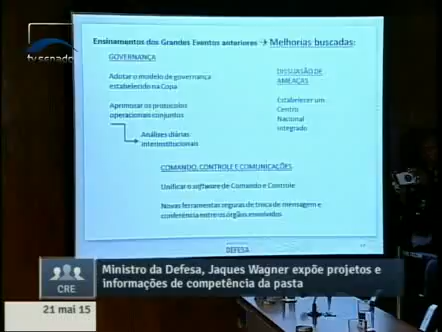 tv senado
Ensinamentos dos Grandes Eventos anteriores → Melhorias buscadas:
GOVERNANÇA
Adotar o modelo de governança
estabelecido na Copa
Aprimorar os protocolos
operacionais conjuntos
Análises diárias
interinstitucionais
DISSUASÃO DE
AMEAÇAS
Estabelecer um
Centro
Nacional
Integrado
COMANDO, CONTROLE E COMUNICAÇÕES
Unificar o software de Comando e Controle
Novas ferramentas seguras de troca de mensagem e
conferência entre os órgãos envolvidos
DEFESA
CRE
Ministro da Defesa, Jaques Wagner expõe projetos e
informações de competência da pasta
21 mai 15